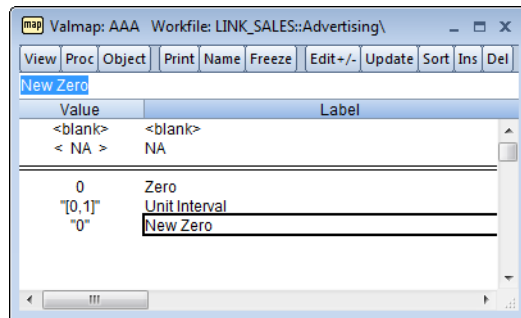 map Valmap: AAA Workfile: LINK_SALES::Advertising\
View Proc Object Print Name Freeze Edit+/- Update Sort Ins Del
New Zero
Value Label
<blank> <blank>
< NA > NA
0 Zero
"[0,1]" Unit Interval
"0" New Zero